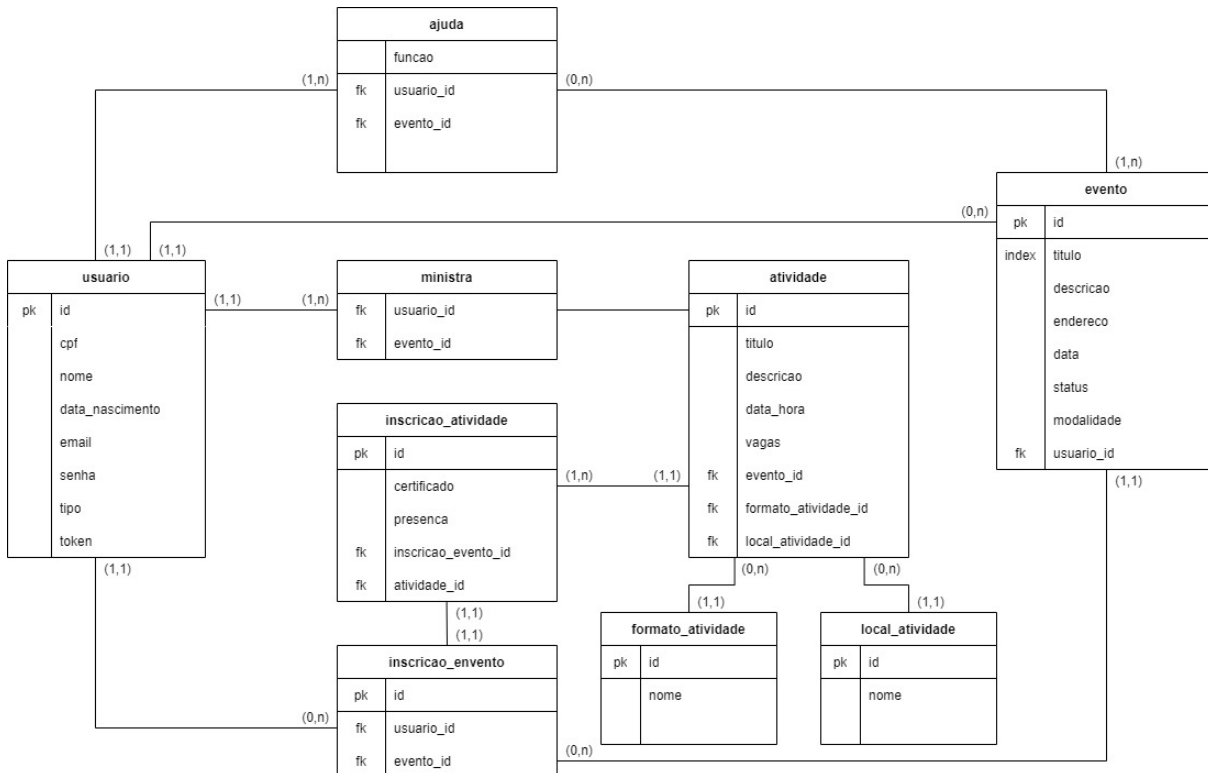 ajuda
funcao
fk usuario_id
fk evento_id
(1,n)
(0,n)
(1,n)
evento
pk id
index titulo
descricao
endereco
data
status
modalidade
fk usuario_id
(0,n)
(1,1)
(1,1)
(1,1)
usuario
pk id
cpf
nome
data_nascimento
email
senha
tipo
token
(1,1)
(1,1)
(1,n)
ministra
fk usuario_id
fk evento_id
atividade
pk id
titulo
descricao
data_hora
vagas
fk evento_id
fk formato_atividade_id
fk local_atividade_id
inscricao_atividade
pk id
certificado
presenca
fk inscricao_evento_id
fk atividade_id
(1,n)
(1,1)
(0,n)
(0,n)
(1,1)
(1,1)
formato_atividade
pk id
nome
local_atividade
pk id
nome
(1,1)
(1,1)
inscricao_envento
pk id
fk usuario_id
fk evento_id
(0,n)
(0,n)